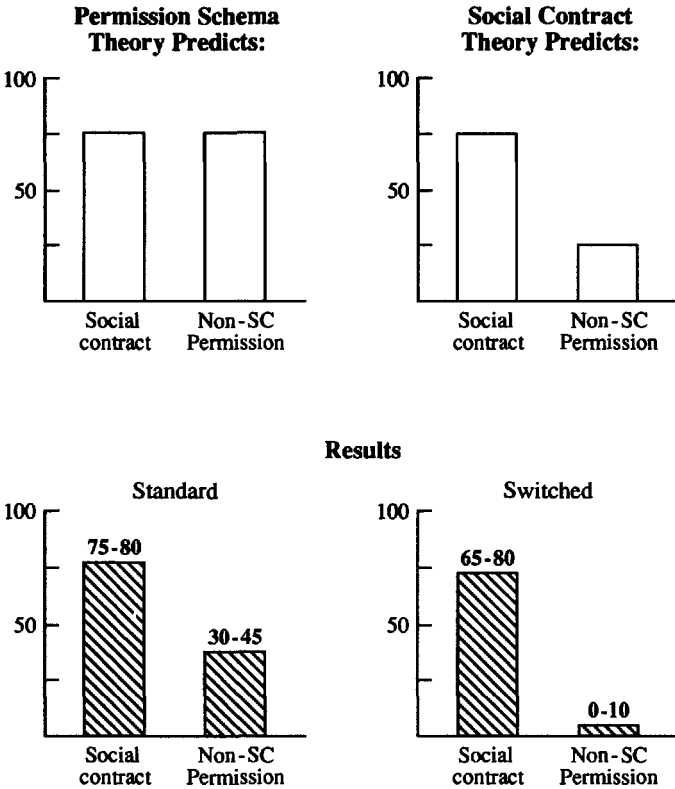 Permission Schema
Theory Predicts:
Social Contract
Theory Predicts:
100
50
Social
contract
Non-SC
Permission
100
50
Social
contract
Non-SC
Permission
Results
Standard
100
75-80
50
30-45
Social
contract
Non-SC
Permission
Switched
100
65-80
50
0-10
Social
contract
Non-SC
Permission